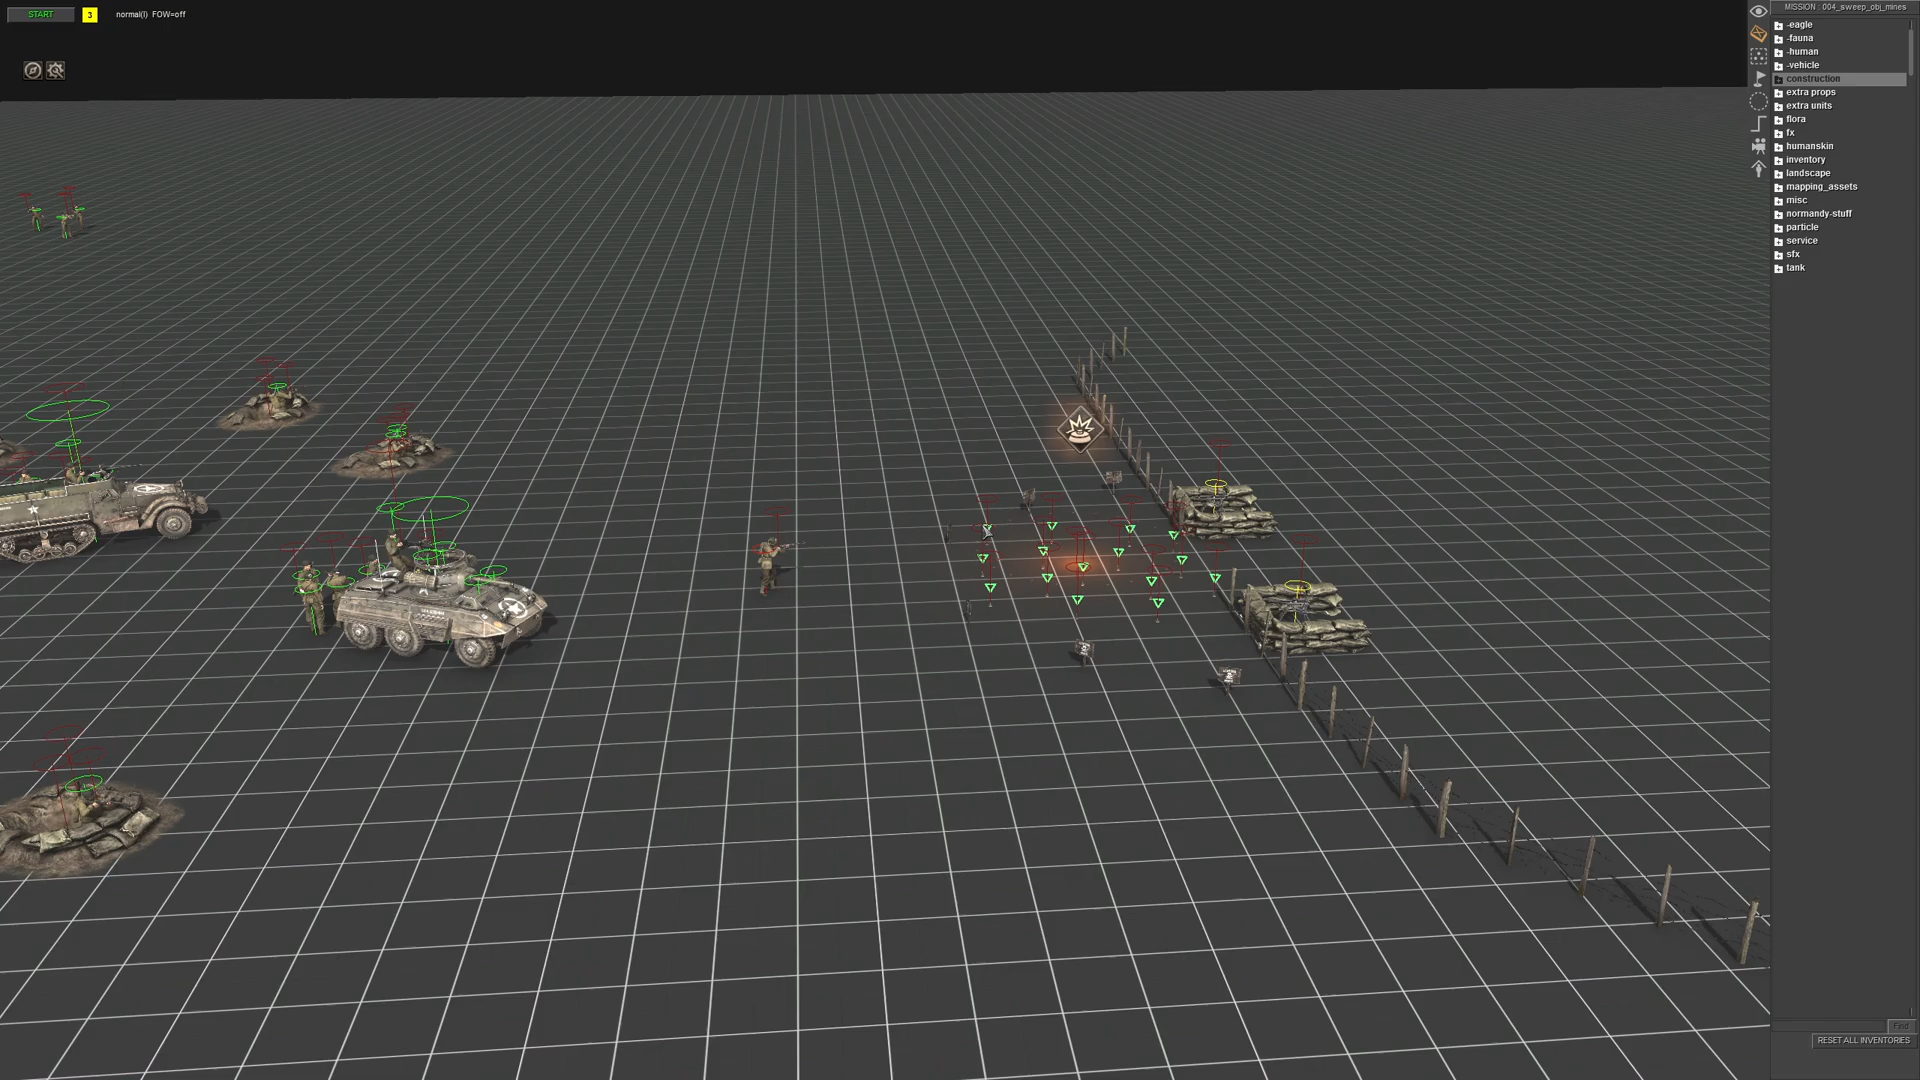 START
3
normal(I) FOW=off
MISSION : 004_sweep_obj_mines
-eagle
-fauna
-human
-vehicle
construction
extra props
extra units
flora
fx
humanskin
inventory
landscape
mapping_assets
misc
normandy-stuff
particle
service
sfx
tank
Find
RESET ALL INVENTORIES